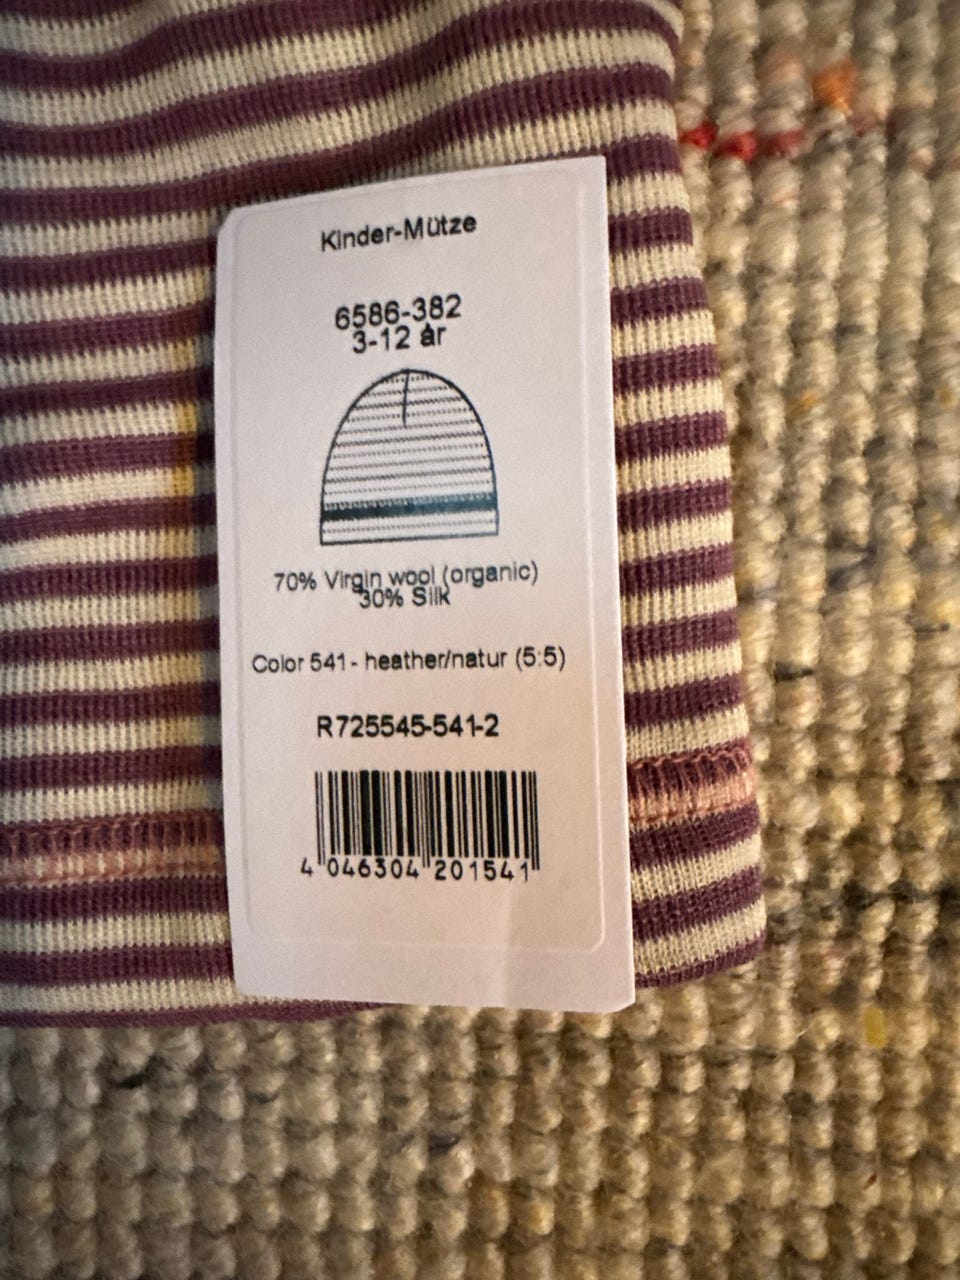 Kinder-Mütze
6586-382
3-12 år
70% Virgin wool (organic)
30% Silk
Color 541 - heather/natur (5:5)
R725545-541-2
4 046304 201541